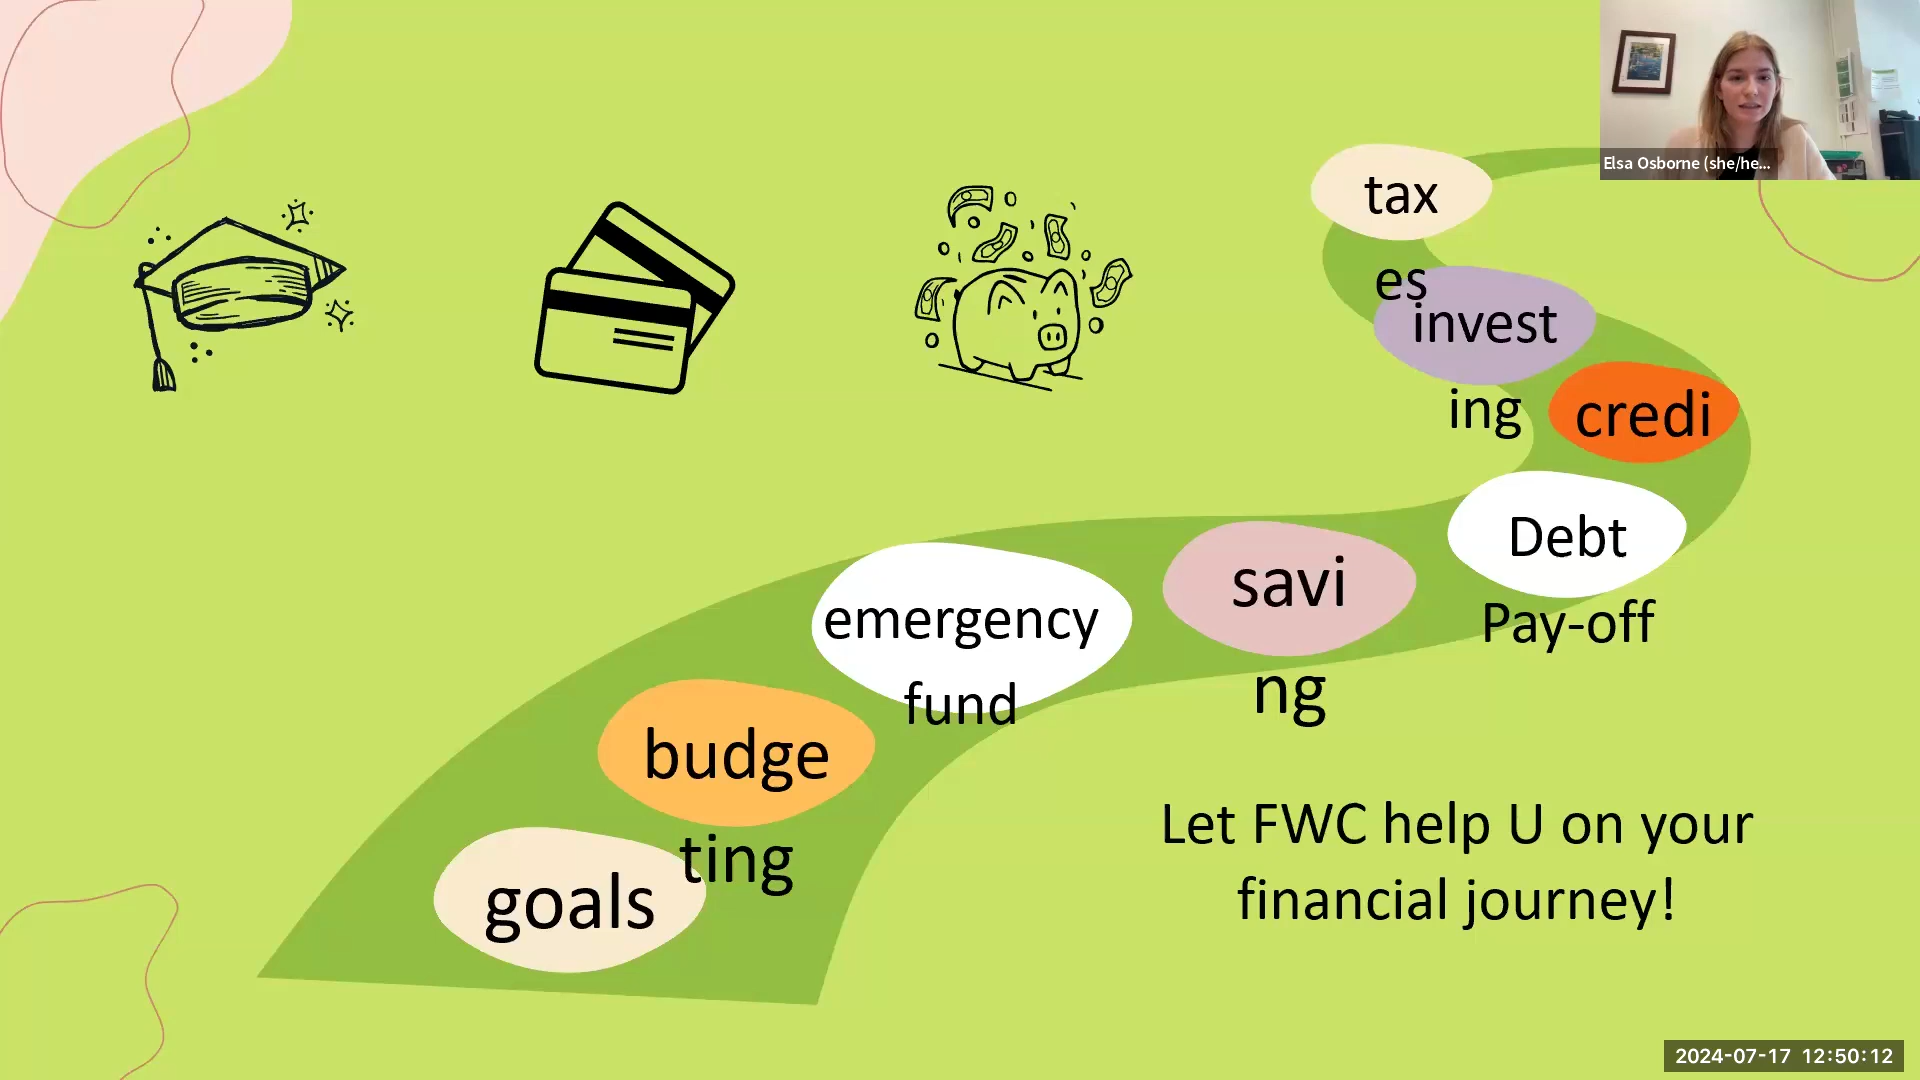 Elsa Osborne (she/he...
tax
es
invest
ing
credi
Debt
Pay-off
savi
ng
emergency
fund
budge
ting
goals
Let FWC help U on your
financial journey!
2024-07-17 12:50:12